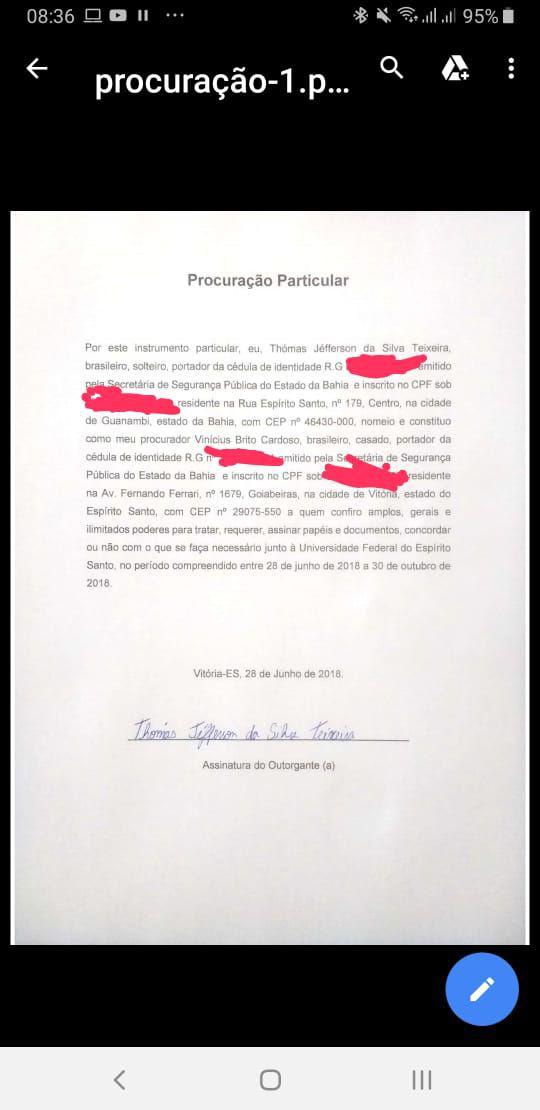 08:36
95%
procuração-1.p...
Procuração Particular
Por este instrumento particular, eu, Thómas Jéfferson da Silva Teixeira,
brasileiro, solteiro, portador da cédula de identidade R.G emitido
pela Secretária de Segurança Pública do Estado da Bahia e inscrito no CPF sob
residente na Rua Espírito Santo, nº 179, Centro, na cidade
de Guanambi, estado da Bahia, com CEP nº 46430-000, nomeio e constituo
como meu procurador Vinícius Brito Cardoso, brasileiro, casado, portador da
cédula de identidade R.G nº emitido pela Secretária de Segurança
Pública do Estado da Bahia e inscrito no CPF sob residente
na Av. Fernando Ferrari, nº 1679, Goiabeiras, na cidade de Vitória, estado do
Espírito Santo, com CEP nº 29075-550 a quem confiro amplos, gerais e
ilimitados poderes para tratar, requerer, assinar papéis e documentos, concordar
ou não com o que se faça necessário junto à Universidade Federal do Espírito
Santo, no período compreendido entre 28 de junho de 2018 a 30 de outubro de
2018.
Vitória-ES, 28 de Junho de 2018.
Thomás Jéfferson da Silva Teixeira
Assinatura do Outorgante (a)